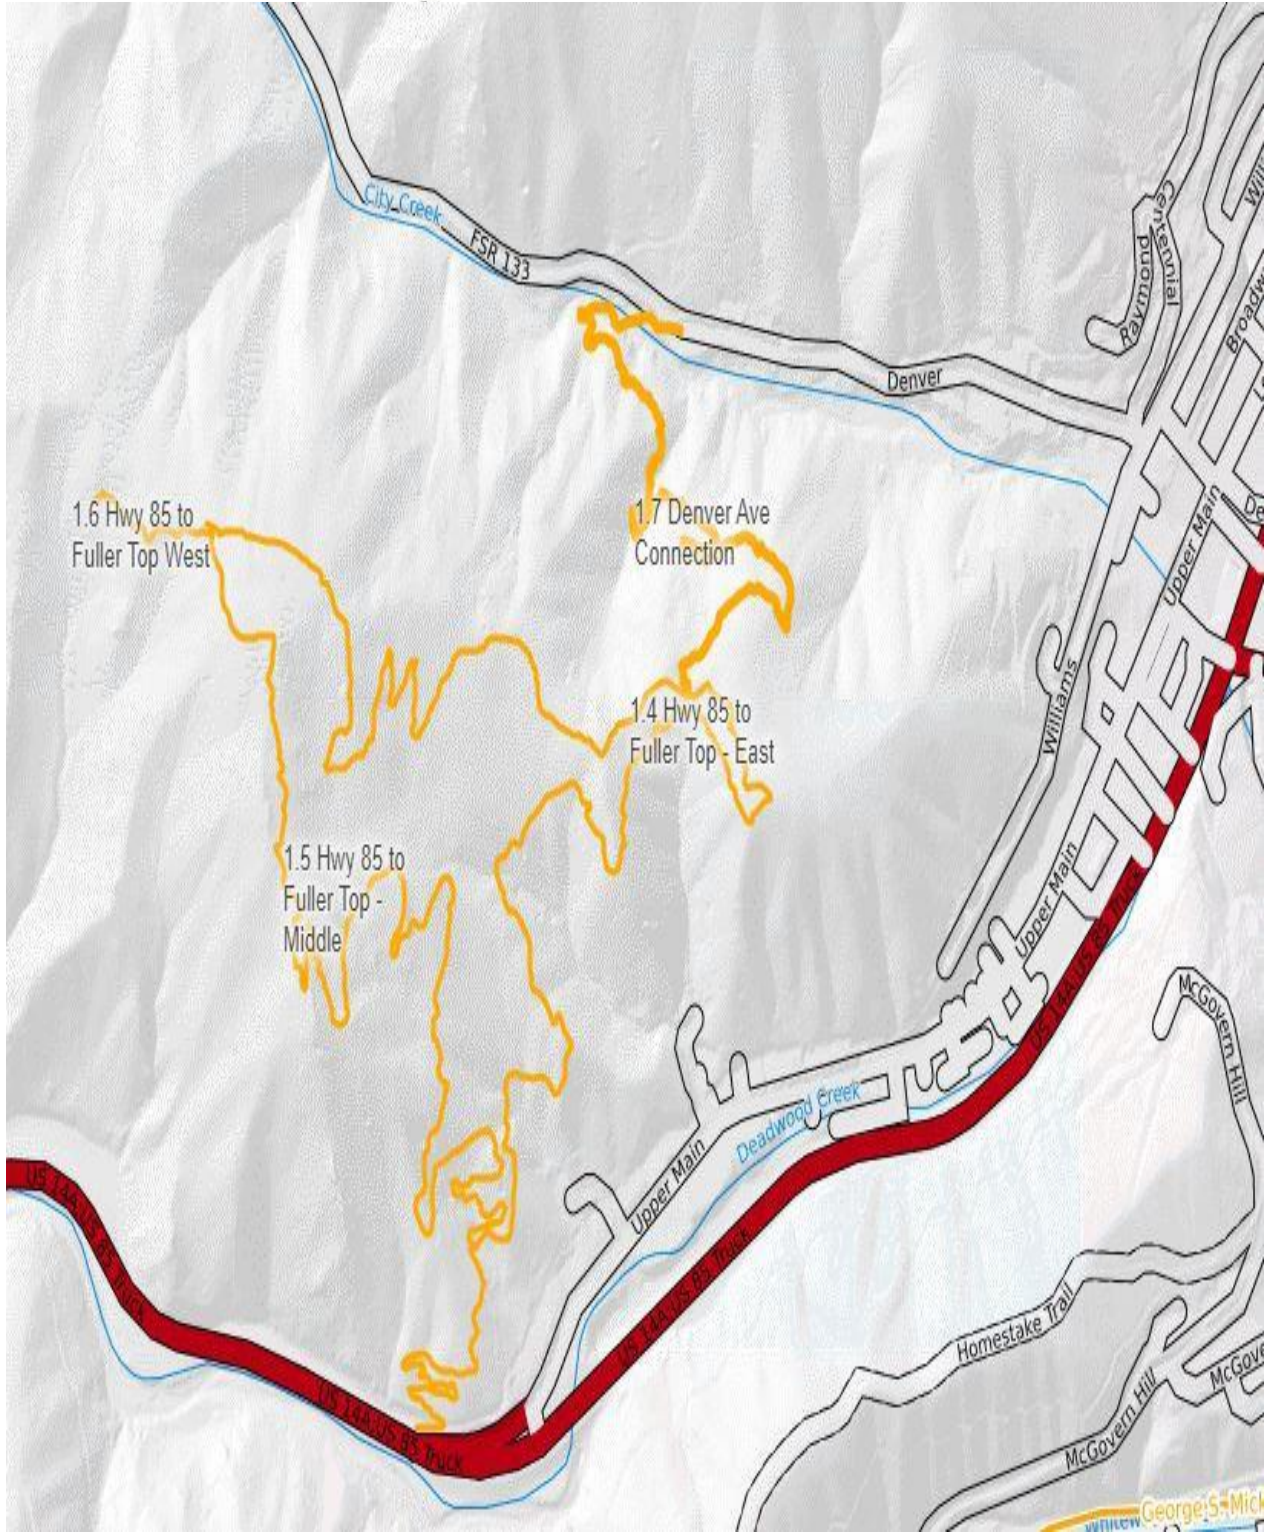 City Creek
FSR 133
Centennial
Raymond
Denver
Upper Main
1.6 Hwy 85 to
Fuller Top West
1.7 Denver Ave
Connection
Williams
1.4 Hwy 85 to
Fuller Top - East
1.5 Hwy 85 to
Fuller Top -
Middle
Upper Main
US 14A;US 85 Truck
McGovern Hill
Deadwood Creek
Upper Main
US 14A;US 85 Truck
US 14A;US 85 Truck
US 14A;US 85 Truck
Homestake Trail
McGovern Hill
McGove
George S. Mick